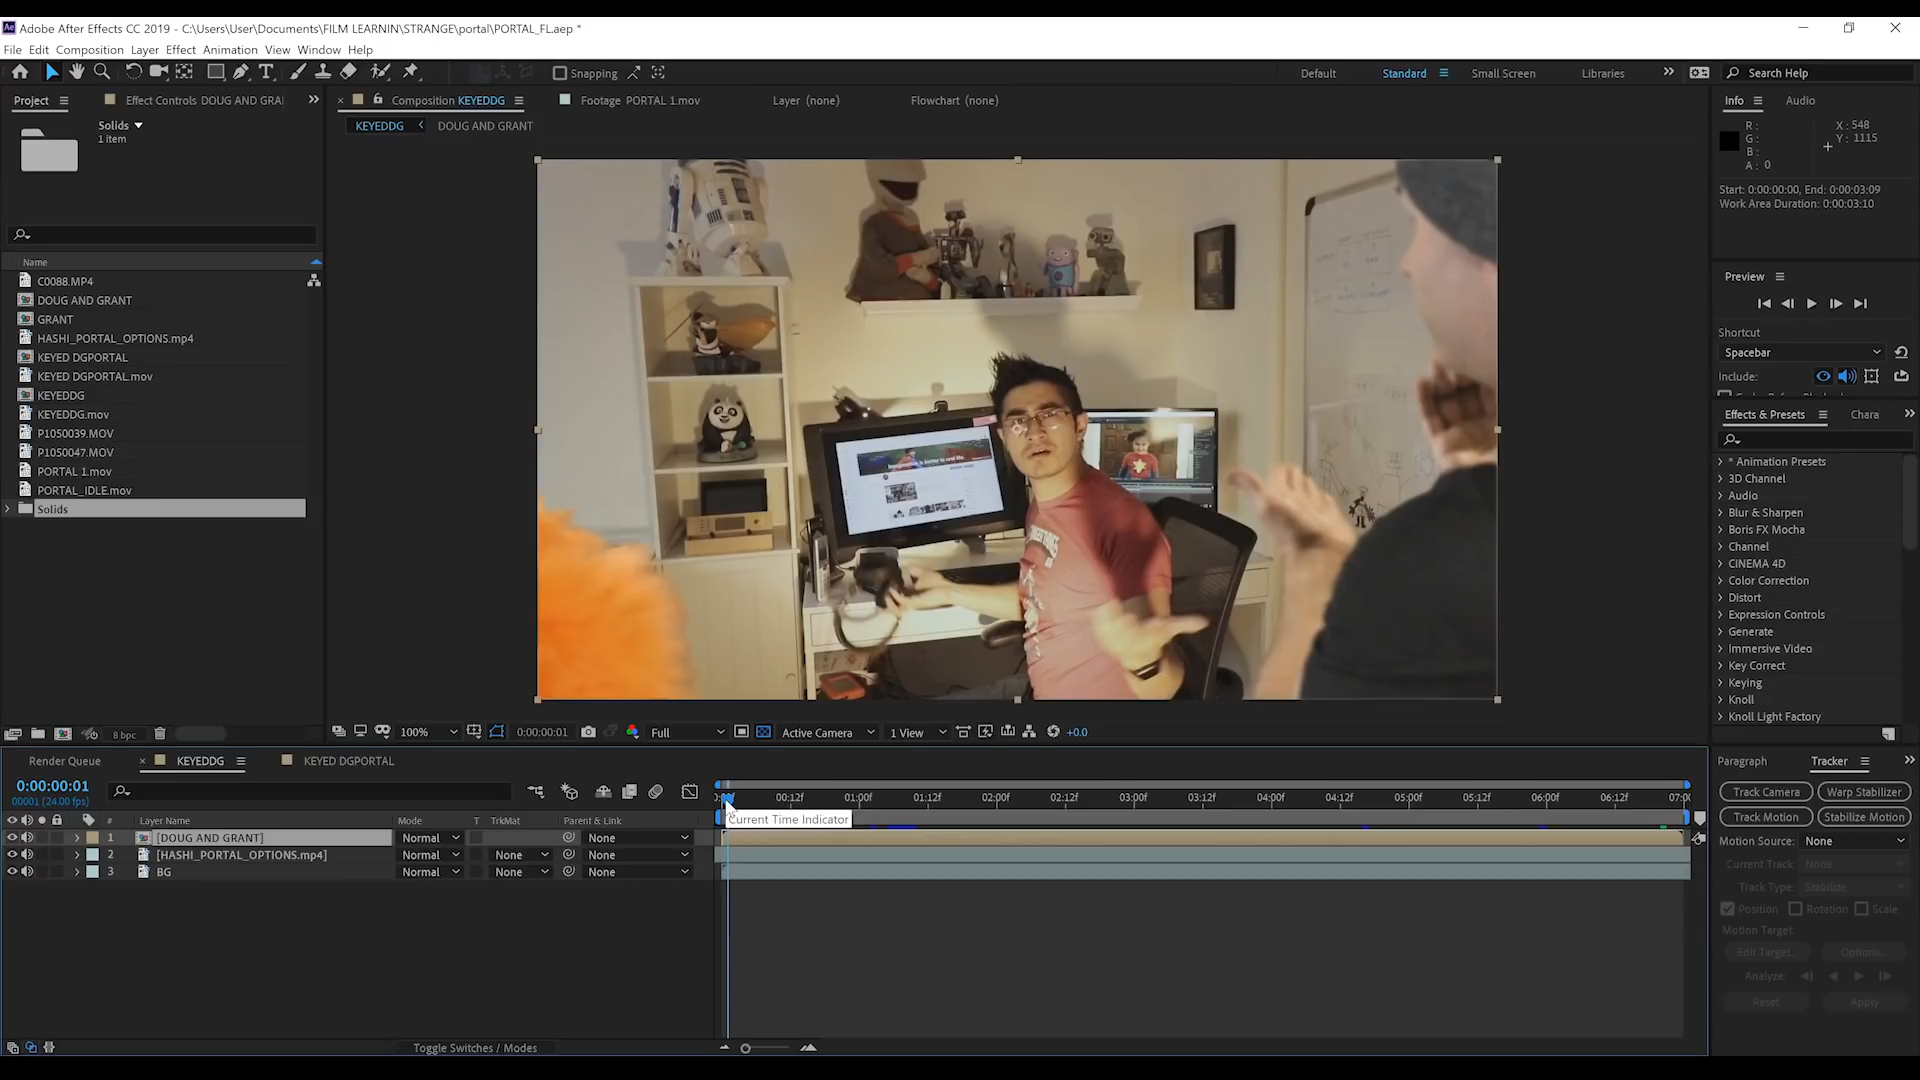 Adobe After Effects CC 2019 - C:\Users\User\Documents\FILM LEARNIN\STRANGE\portal\PORTAL_FL.aep *
File Edit Composition Layer Effect Animation View Window Help
Snapping
Default Standard Small Screen Libraries
Search Help
Project Effect Controls DOUG AND GRAI
Composition KEYEDDG Footage PORTAL 1.mov Layer (none) Flowchart (none)
KEYEDDG DOUG AND GRANT
Solids
1 item
Name
C0088.MP4
DOUG AND GRANT
GRANT
HASHI_PORTAL_OPTIONS.mp4
KEYED DGPORTAL
KEYED DGPORTAL.mov
KEYEDDG
KEYEDDG.mov
P1050039.MOV
P1050047.MOV
PORTAL 1.mov
PORTAL_IDLE.mov
Solids
8 bpc
100% 0:00:00:01 Full Active Camera 1 View +0.0
Info Audio
R :
G :
B :
A : 0
X : 548
Y : 1115
Start: 0:00:00:00, End: 0:00:03:09
Work Area Duration: 0:00:03:10
Preview
Shortcut
Spacebar
Include:
Effects & Presets Chara
* Animation Presets
3D Channel
Audio
Blur & Sharpen
Boris FX Mocha
Channel
CINEMA 4D
Color Correction
Distort
Expression Controls
Generate
Immersive Video
Key Correct
Keying
Knoll
Knoll Light Factory
Render Queue KEYEDDG KEYED DGPORTAL
0:00:00:01
00001 (24.00 fps)
00:12f 01:00f 01:12f 02:00f 02:12f 03:00f 03:12f 04:00f 04:12f 05:00f 05:12f 06:00f 06:12f 07:00
Current Time Indicator
# Layer Name Mode T TrkMat Parent & Link
1 [DOUG AND GRANT] Normal None
2 [HASHI_PORTAL_OPTIONS.mp4] Normal None None
3 BG Normal None None
Toggle Switches / Modes
Paragraph Tracker
Track Camera Warp Stabilizer
Track Motion Stabilize Motion
Motion Source: None
Current Track: None
Track Type: Stabilize
Position Rotation Scale
Motion Target:
Edit Target... Options...
Analyze:
Reset Apply